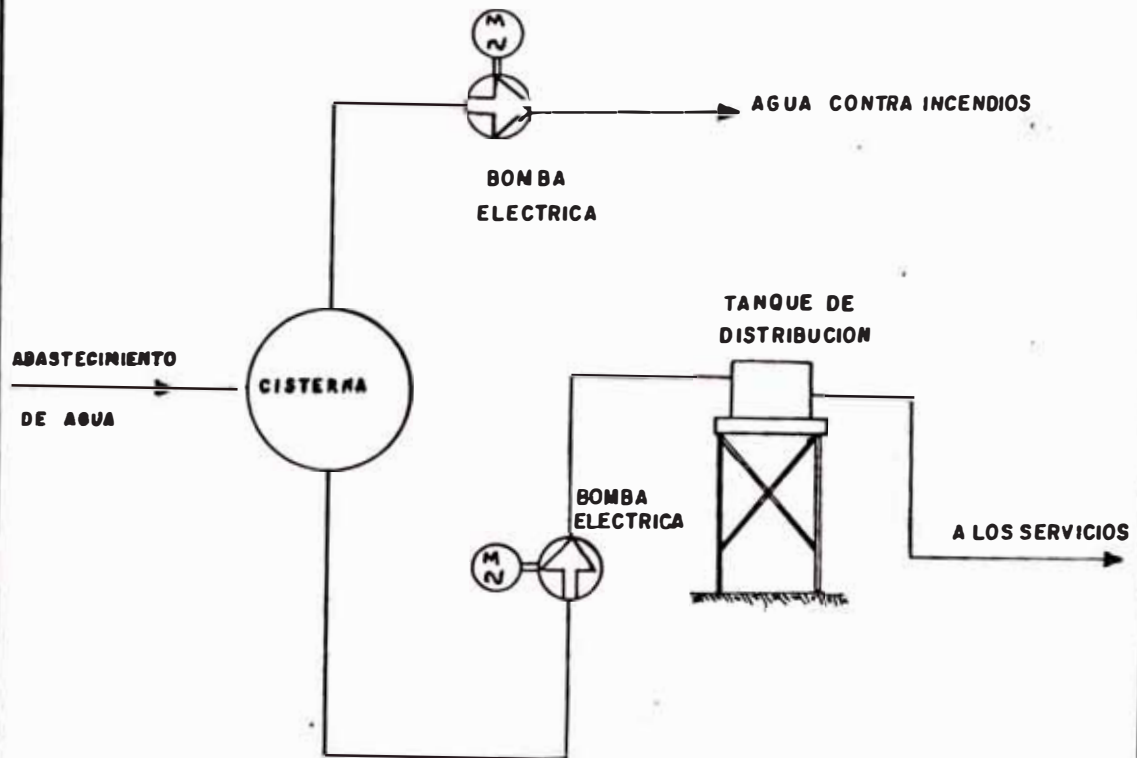 M
N
AGUA CONTRA INCENDIOS
BOMBA
ELECTRICA
TANQUE DE
DISTRIBUCION
ABASTECIMIENTO
DE AGUA
CISTERNA
BOMBA
ELECTRICA
M
N
A LOS SERVICIOS